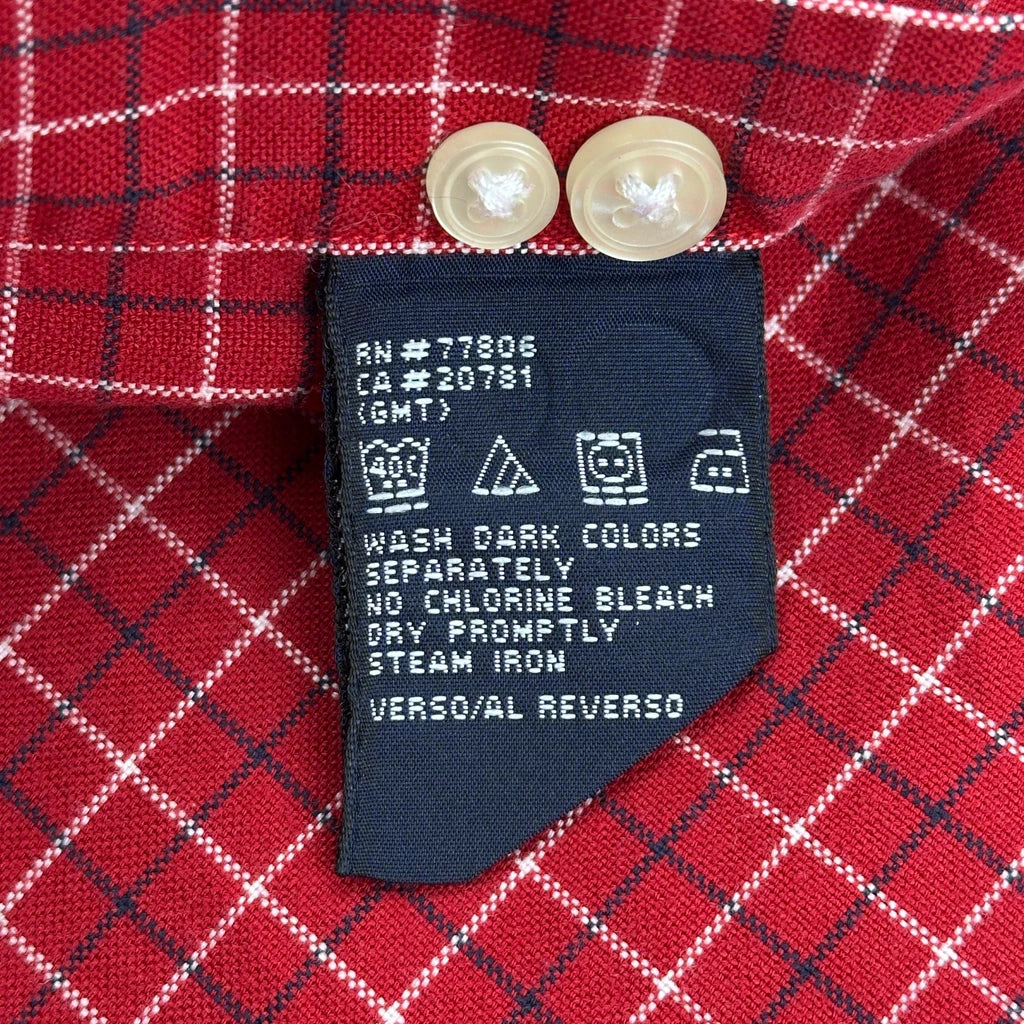 RN #77806
CA #20781
(GMT)
40C
WASH DARK COLORS
SEPARATELY
NO CHLORINE BLEACH
DRY PROMPTLY
STEAM IRON
VERSO/AL REVERSO